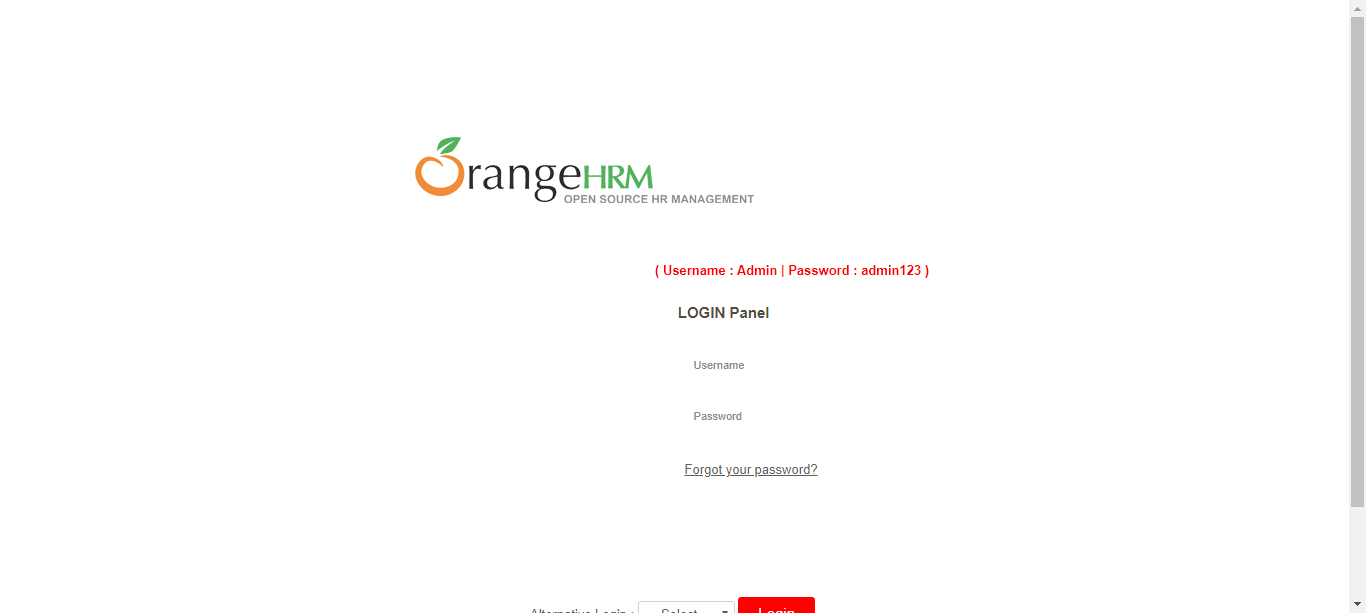 OrangeHRM
OPEN SOURCE HR MANAGEMENT
( Username : Admin | Password : admin123 )
LOGIN Panel
Username
Password
Forgot your password?
Alternative Login : Select Login